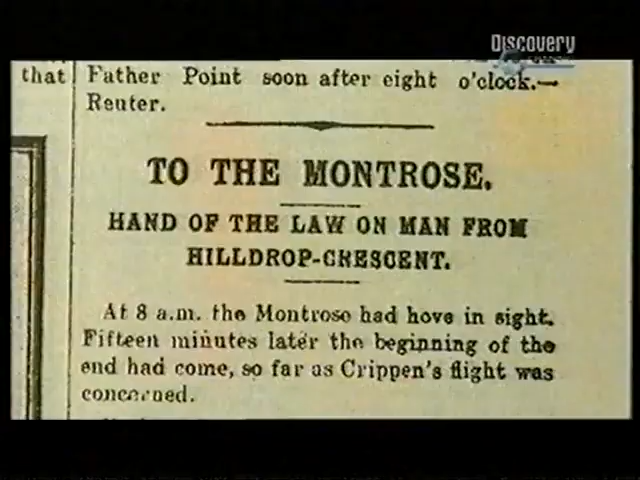 Discovery
that
Father Point soon after eight o'clock.—
Reuter.
TO THE MONTROSE.
HAND OF THE LAW ON MAN FROM
HILLDROP-CRESCENT.
At 8 a.m. the Montrose had hove in sight.
Fifteen minutes later the beginning of the
end had come, so far as Crippen's flight was
concerned.